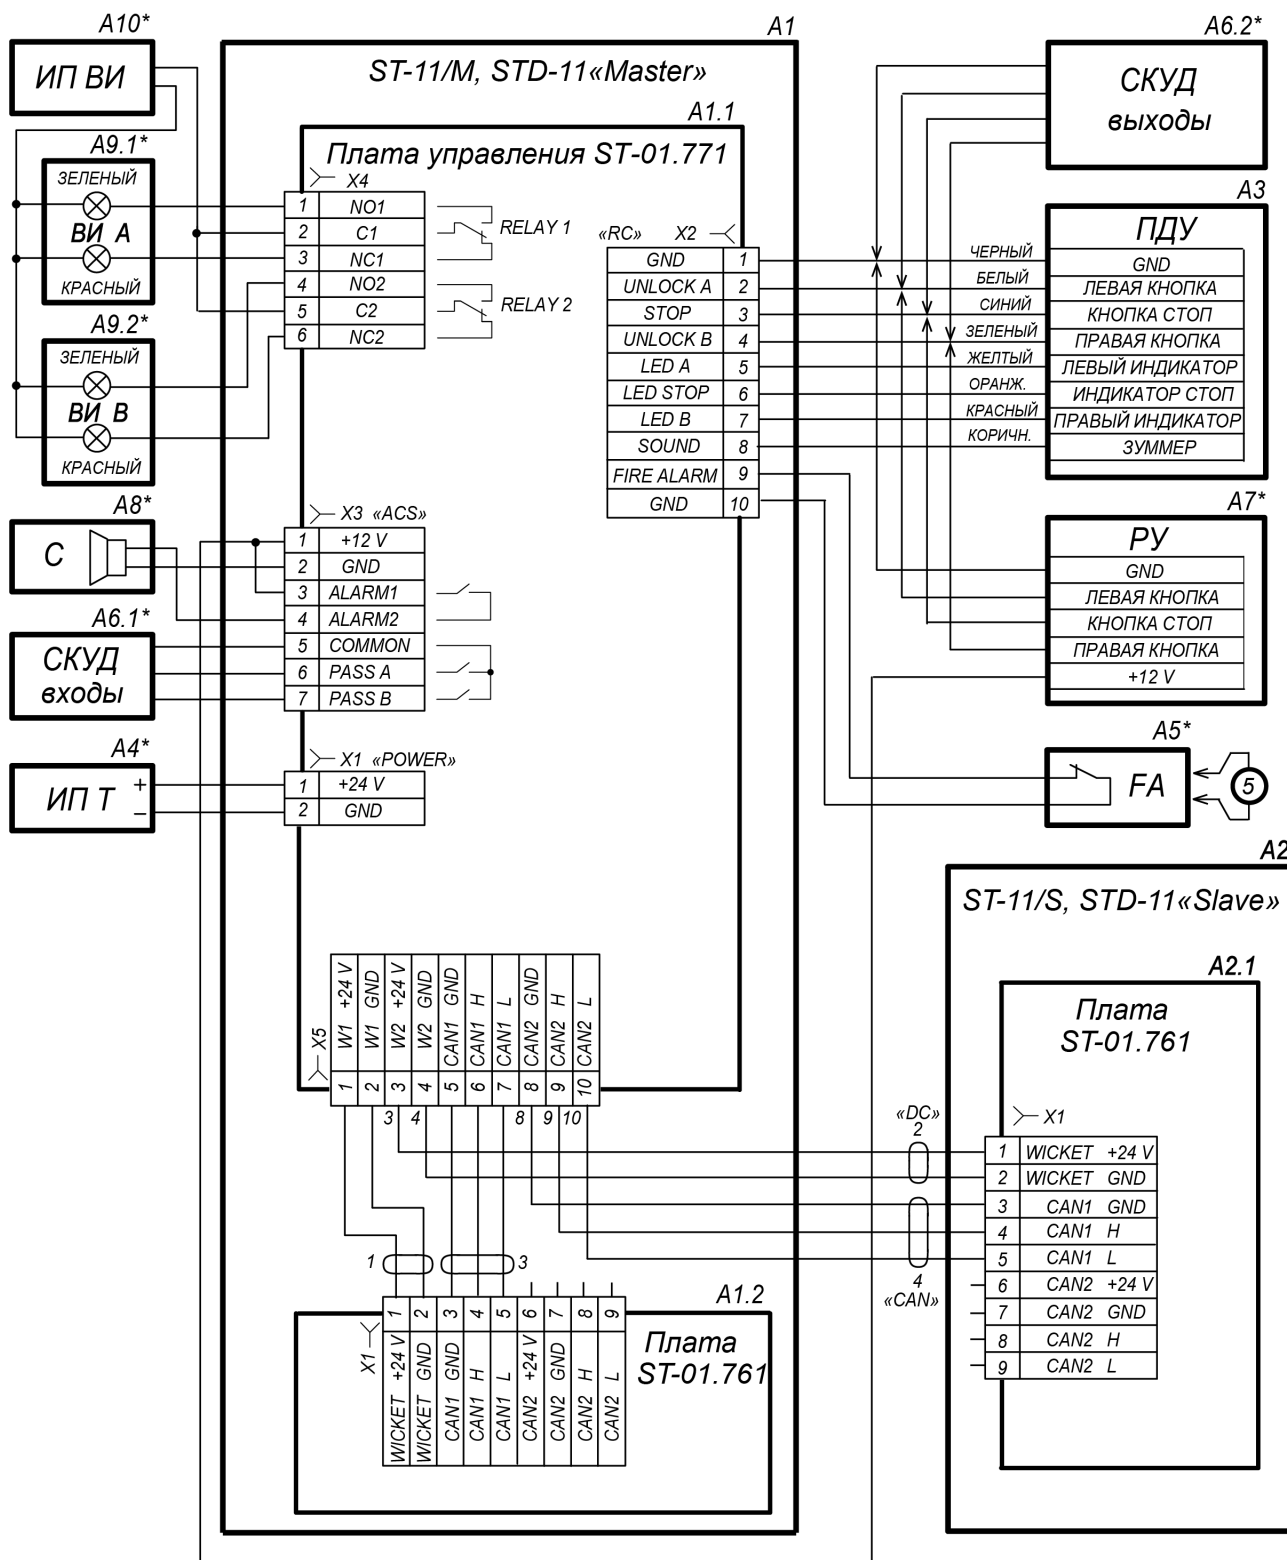 A10*
ИП ВИ
A9.1*
ЗЕЛЕНЫЙ
ВИ А
КРАСНЫЙ
A9.2*
ЗЕЛЕНЫЙ
ВИ В
КРАСНЫЙ
A8*
С
A6.1*
СКУД
входы
A4*
ИП Т
+
−
A1
ST-11/M, STD-11«Master»
A1.1
Плата управления ST-01.771
X4
1 NO1
2 C1
3 NC1
4 NO2
5 C2
6 NC2
RELAY 1
RELAY 2
X3 «ACS»
1 +12 V
2 GND
3 ALARM1
4 ALARM2
5 COMMON
6 PASS A
7 PASS B
X1 «POWER»
1 +24 V
2 GND
«RC» X2
GND 1
UNLOCK A 2
STOP 3
UNLOCK B 4
LED A 5
LED STOP 6
LED B 7
SOUND 8
FIRE ALARM 9
GND 10
X5
1 W1 +24 V
2 W1 GND
3 W2 +24 V
4 W2 GND
5 CAN1 GND
6 CAN1 H
7 CAN1 L
8 CAN2 GND
9 CAN2 H
10 CAN2 L
3 4 8 9 10
1 3
A1.2
Плата
ST-01.761
X1
1 WICKET +24 V
2 WICKET GND
3 CAN1 GND
4 CAN1 H
5 CAN1 L
6 CAN2 +24 V
7 CAN2 GND
8 CAN2 H
9 CAN2 L
A6.2*
СКУД
выходы
A3
ПДУ
ЧЕРНЫЙ GND
БЕЛЫЙ ЛЕВАЯ КНОПКА
СИНИЙ КНОПКА СТОП
ЗЕЛЕНЫЙ ПРАВАЯ КНОПКА
ЖЕЛТЫЙ ЛЕВЫЙ ИНДИКАТОР
ОРАНЖ. ИНДИКАТОР СТОП
КРАСНЫЙ ПРАВЫЙ ИНДИКАТОР
КОРИЧН. ЗУММЕР
A7*
РУ
GND
ЛЕВАЯ КНОПКА
КНОПКА СТОП
ПРАВАЯ КНОПКА
+12 V
A5*
FA
5
A2
ST-11/S, STD-11«Slave»
A2.1
Плата
ST-01.761
«DC»
2
4
«CAN»
X1
1 WICKET +24 V
2 WICKET GND
3 CAN1 GND
4 CAN1 H
5 CAN1 L
6 CAN2 +24 V
7 CAN2 GND
8 CAN2 H
9 CAN2 L